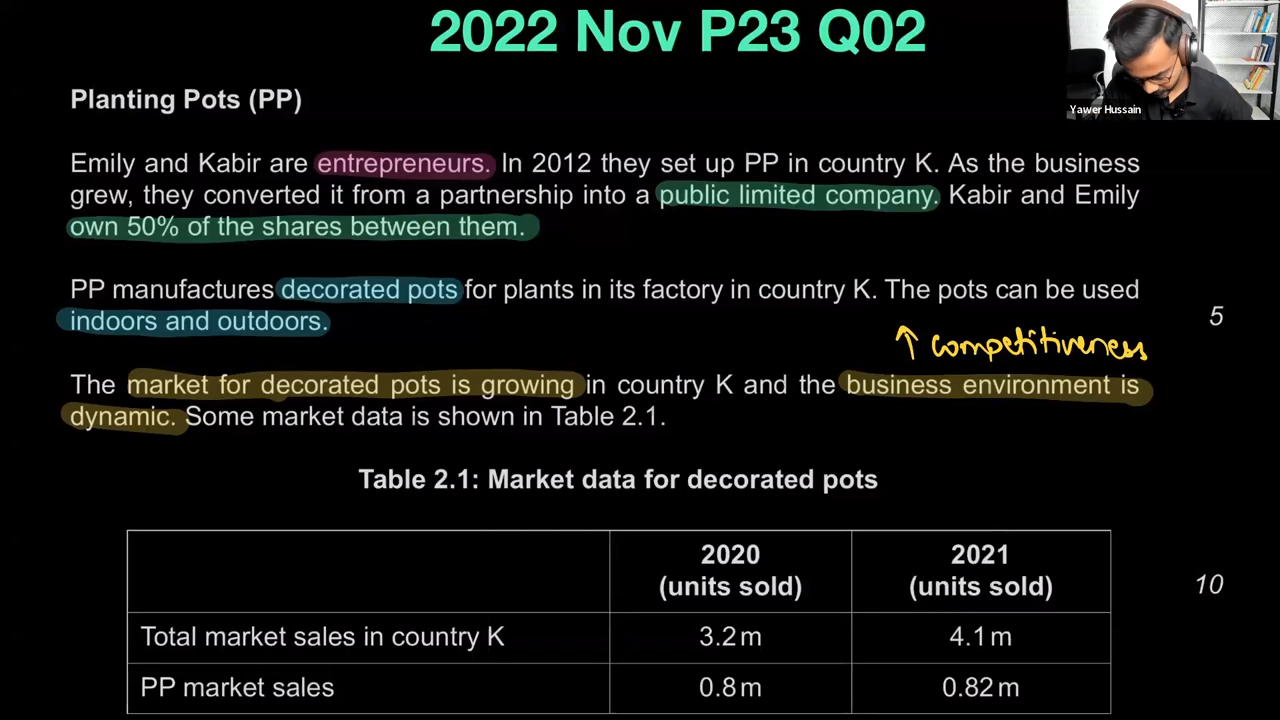 2022 Nov P23 Q02
Yawer Hussain
Planting Pots (PP)
Emily and Kabir are entrepreneurs. In 2012 they set up PP in country K. As the business
grew, they converted it from a partnership into a public limited company. Kabir and Emily
own 50% of the shares between them.
PP manufactures decorated pots for plants in its factory in country K. The pots can be used
indoors and outdoors.
5
↑ competitiveness
The market for decorated pots is growing in country K and the business environment is
dynamic. Some market data is shown in Table 2.1.
Table 2.1: Market data for decorated pots
2020 2021
(units sold) (units sold)
10
Total market sales in country K 3.2 m 4.1 m
PP market sales 0.8 m 0.82 m